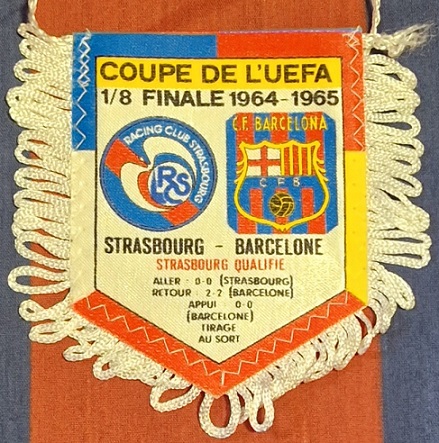 COUPE DE L'UEFA
1/8 FINALE 1964-1965
RACING CLUB STRASBOURG
RCS
C.F. BARCELONA
C F B
STRASBOURG - BARCELONE
STRASBOURG QUALIFIE
ALLER : 0-0 (STRASBOURG)
RETOUR : 2-2 (BARCELONE)
APPUI 0-0
(BARCELONE)
TIRAGE
AU SORT